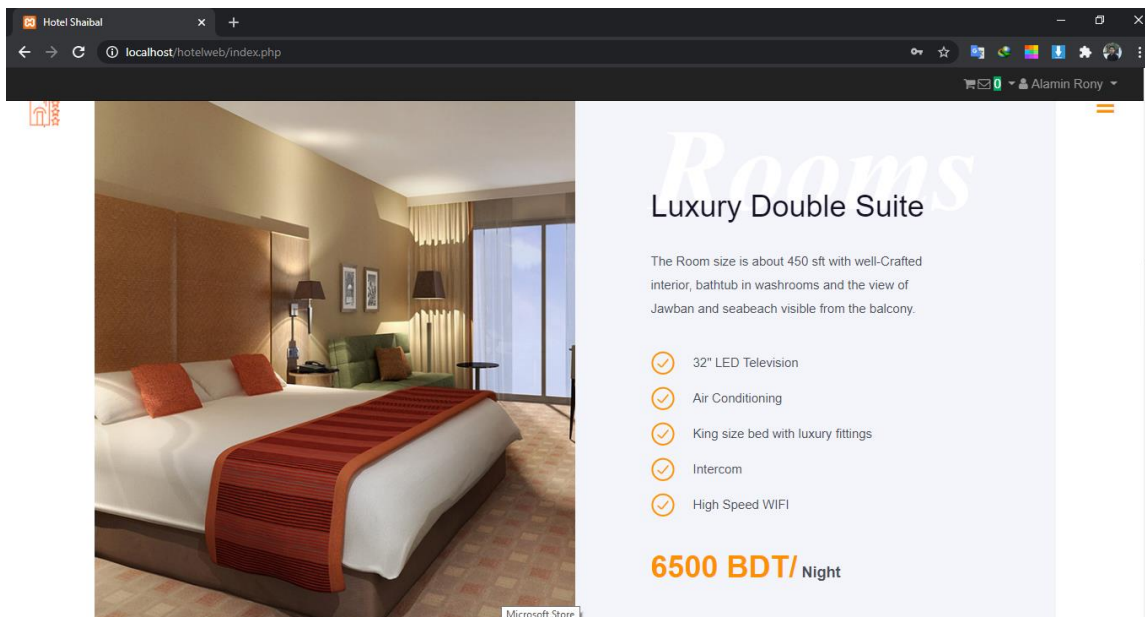 Hotel Shaibal
localhost/hotelweb/index.php
0 Alamin Rony
Rooms
Luxury Double Suite
The Room size is about 450 sft with well-Crafted
interior, bathtub in washrooms and the view of
Jawban and seabeach visible from the balcony.
32" LED Television
Air Conditioning
King size bed with luxury fittings
Intercom
High Speed WIFI
6500 BDT/ Night
Microsoft Store